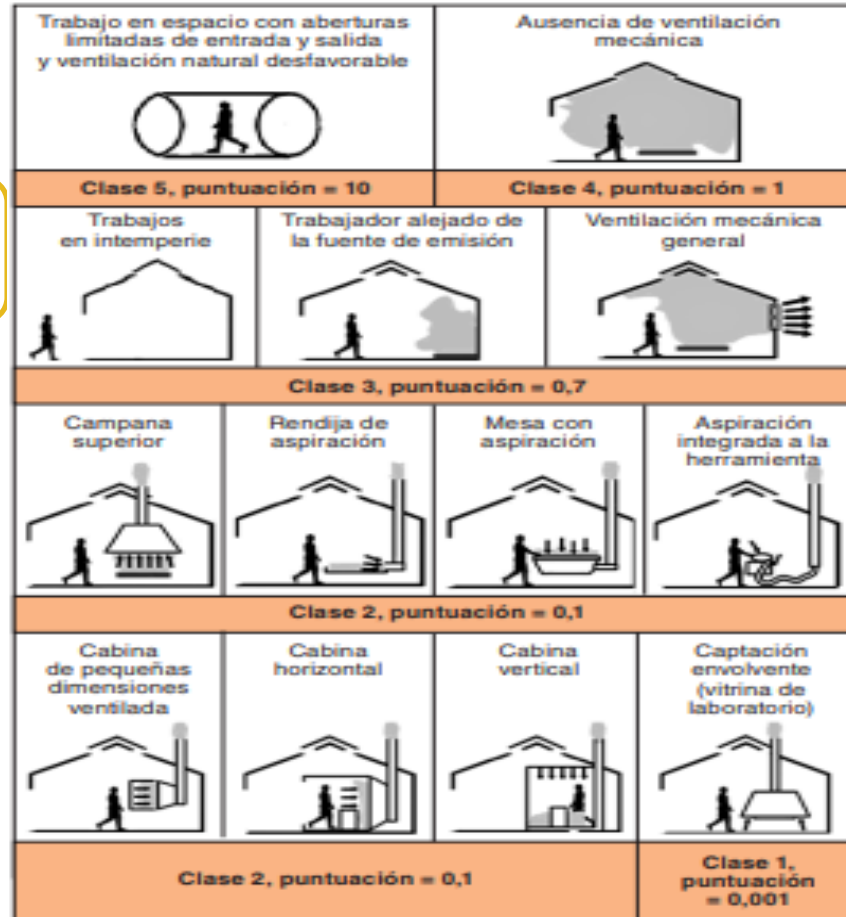 Trabajo en espacio con aberturas
limitadas de entrada y salida
y ventilación natural desfavorable
Ausencia de ventilación
mecánica
Clase 5, puntuación = 10
Clase 4, puntuación = 1
Trabajos
en intemperie
Trabajador alejado de
la fuente de emisión
Ventilación mecánica
general
Clase 3, puntuación = 0,7
Campana
superior
Rendija de
aspiración
Mesa con
aspiración
Aspiración
integrada a la
herramienta
Clase 2, puntuación = 0,1
Cabina
de pequeñas
dimensiones
ventilada
Cabina
horizontal
Cabina
vertical
Captación
envolvente
(vitrina de
laboratorio)
Clase 2, puntuación = 0,1
Clase 1,
puntuación
= 0,001